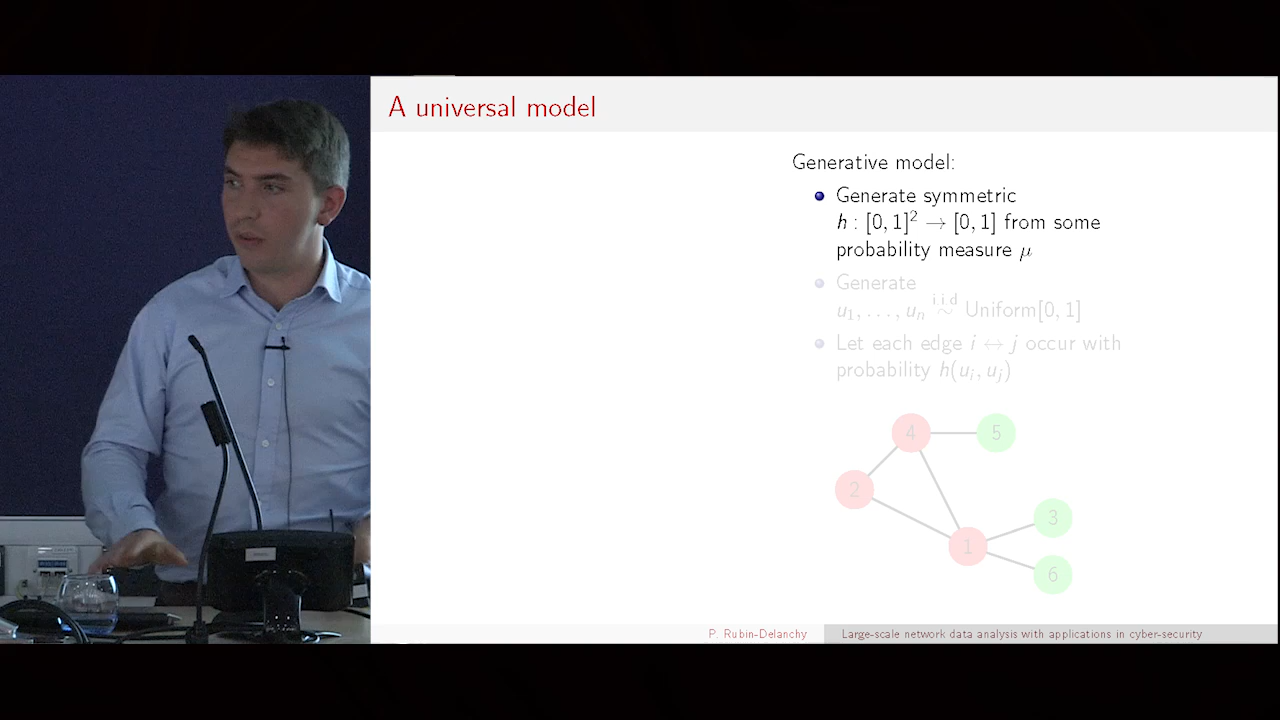 A universal model
Generative model:
Generate symmetric
h : [0, 1]² → [0, 1] from some
probability measure μ
Generate
u₁, . . . , uₙ i.i.d ∼ Uniform[0, 1]
Let each edge i ↔ j occur with
probability h(uᵢ, uⱼ)
4
5
2
3
1
6
P. Rubin-Delanchy
Large-scale network data analysis with applications in cyber-security